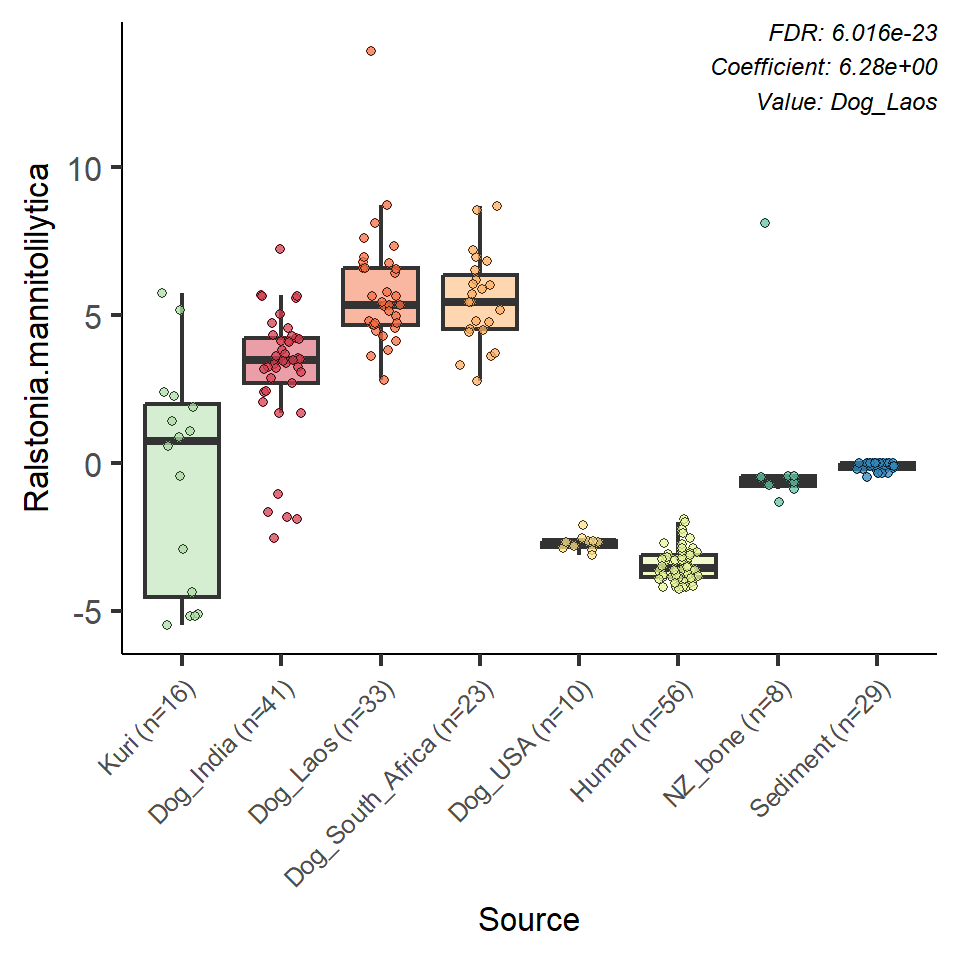 FDR: 6.016e-23
Coefficient: 6.28e+00
Value: Dog_Laos
Ralstonia.mannitolilytica
10
5
0
-5
Kuri (n=16)
Dog_India (n=41)
Dog_Laos (n=33)
Dog_South_Africa (n=23)
Dog_USA (n=10)
Human (n=56)
NZ_bone (n=8)
Sediment (n=29)
Source